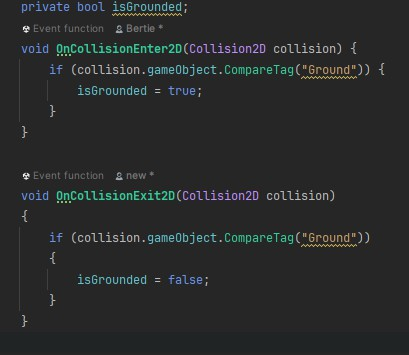 private bool isGrounded;
Event function Bertie *
void OnCollisionEnter2D(Collision2D collision) {
if (collision.gameObject.CompareTag("Ground")) {
isGrounded = true;
}
}
Event function new *
void OnCollisionExit2D(Collision2D collision)
{
if (collision.gameObject.CompareTag("Ground"))
{
isGrounded = false;
}
}